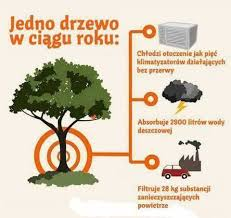 Jedno drzewo
w ciągu roku:
Chłodzi otoczenie jak pięć
klimatyzatorów działających
bez przerwy
Absorbuje 2800 litrów wody
deszczowej
Filtruje 28 kg substancji
zanieczyszczających
powietrze